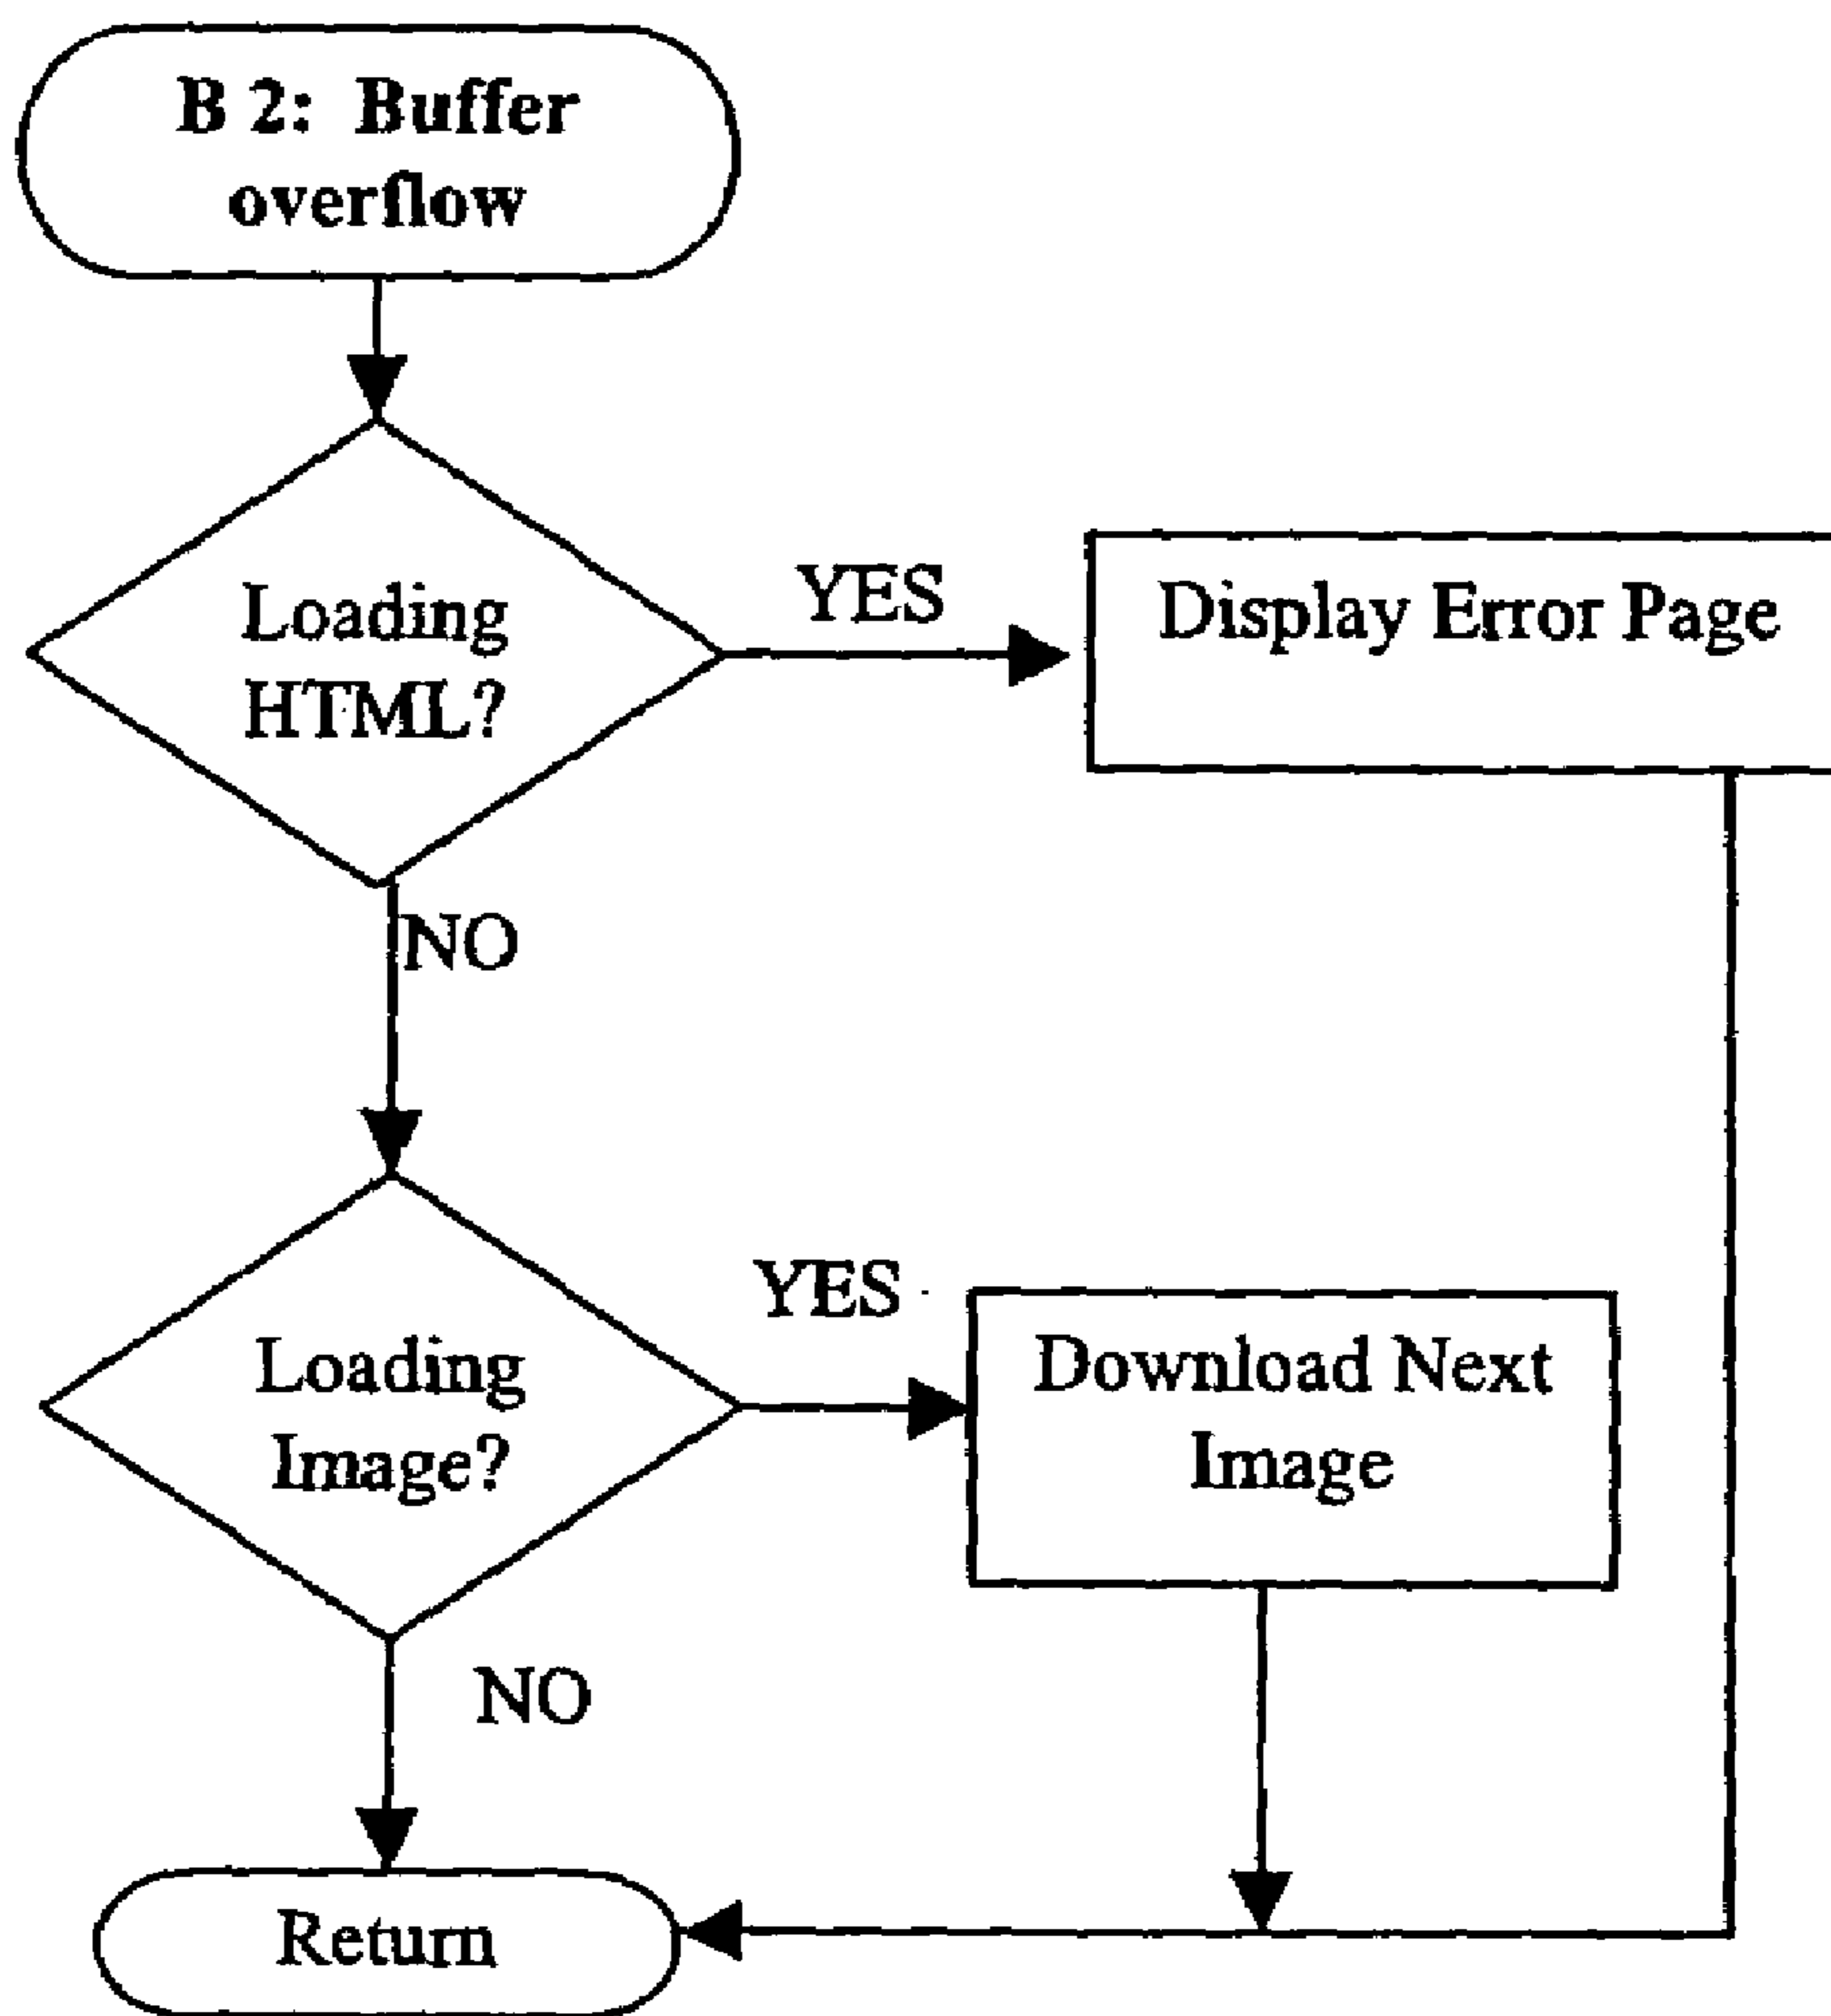 B 2: Buffer
overflow
Loading
HTML?
YES
Display Error Page
NO
Loading
Image?
YES
Download Next
Image
NO
Return